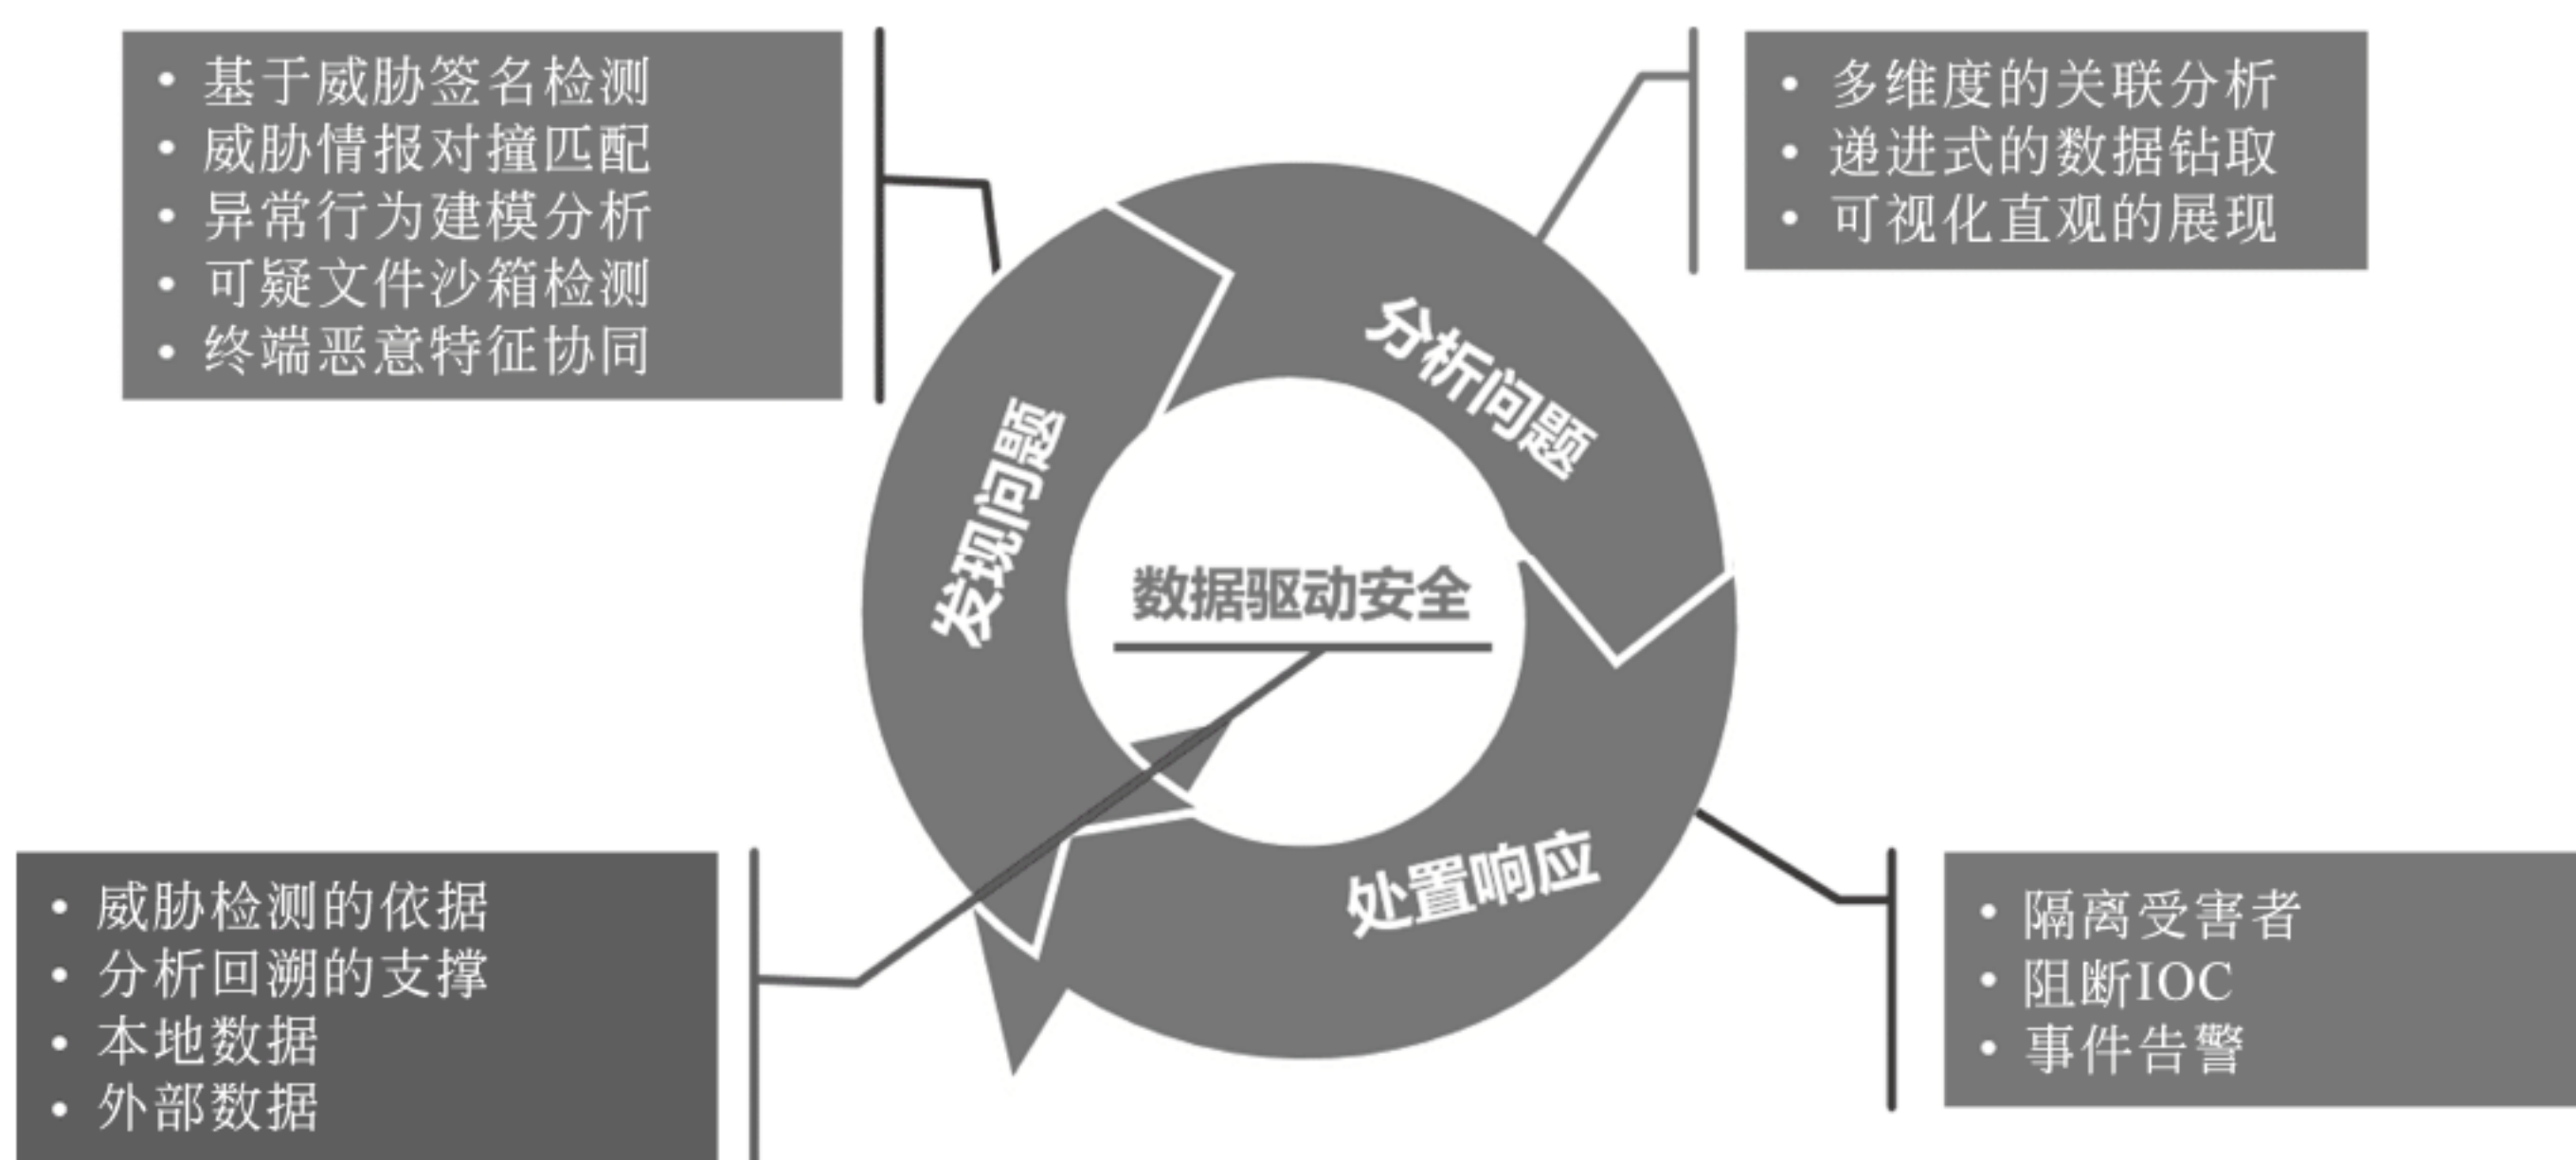 • 基于威胁签名检测
• 威胁情报对撞匹配
• 异常行为建模分析
• 可疑文件沙箱检测
• 终端恶意特征协同
• 多维度的关联分析
• 递进式的数据钻取
• 可视化直观的展现
发现问题
分析问题
数据驱动安全
处置响应
• 威胁检测的依据
• 分析回溯的支撑
• 本地数据
• 外部数据
• 隔离受害者
• 阻断IOC
• 事件告警